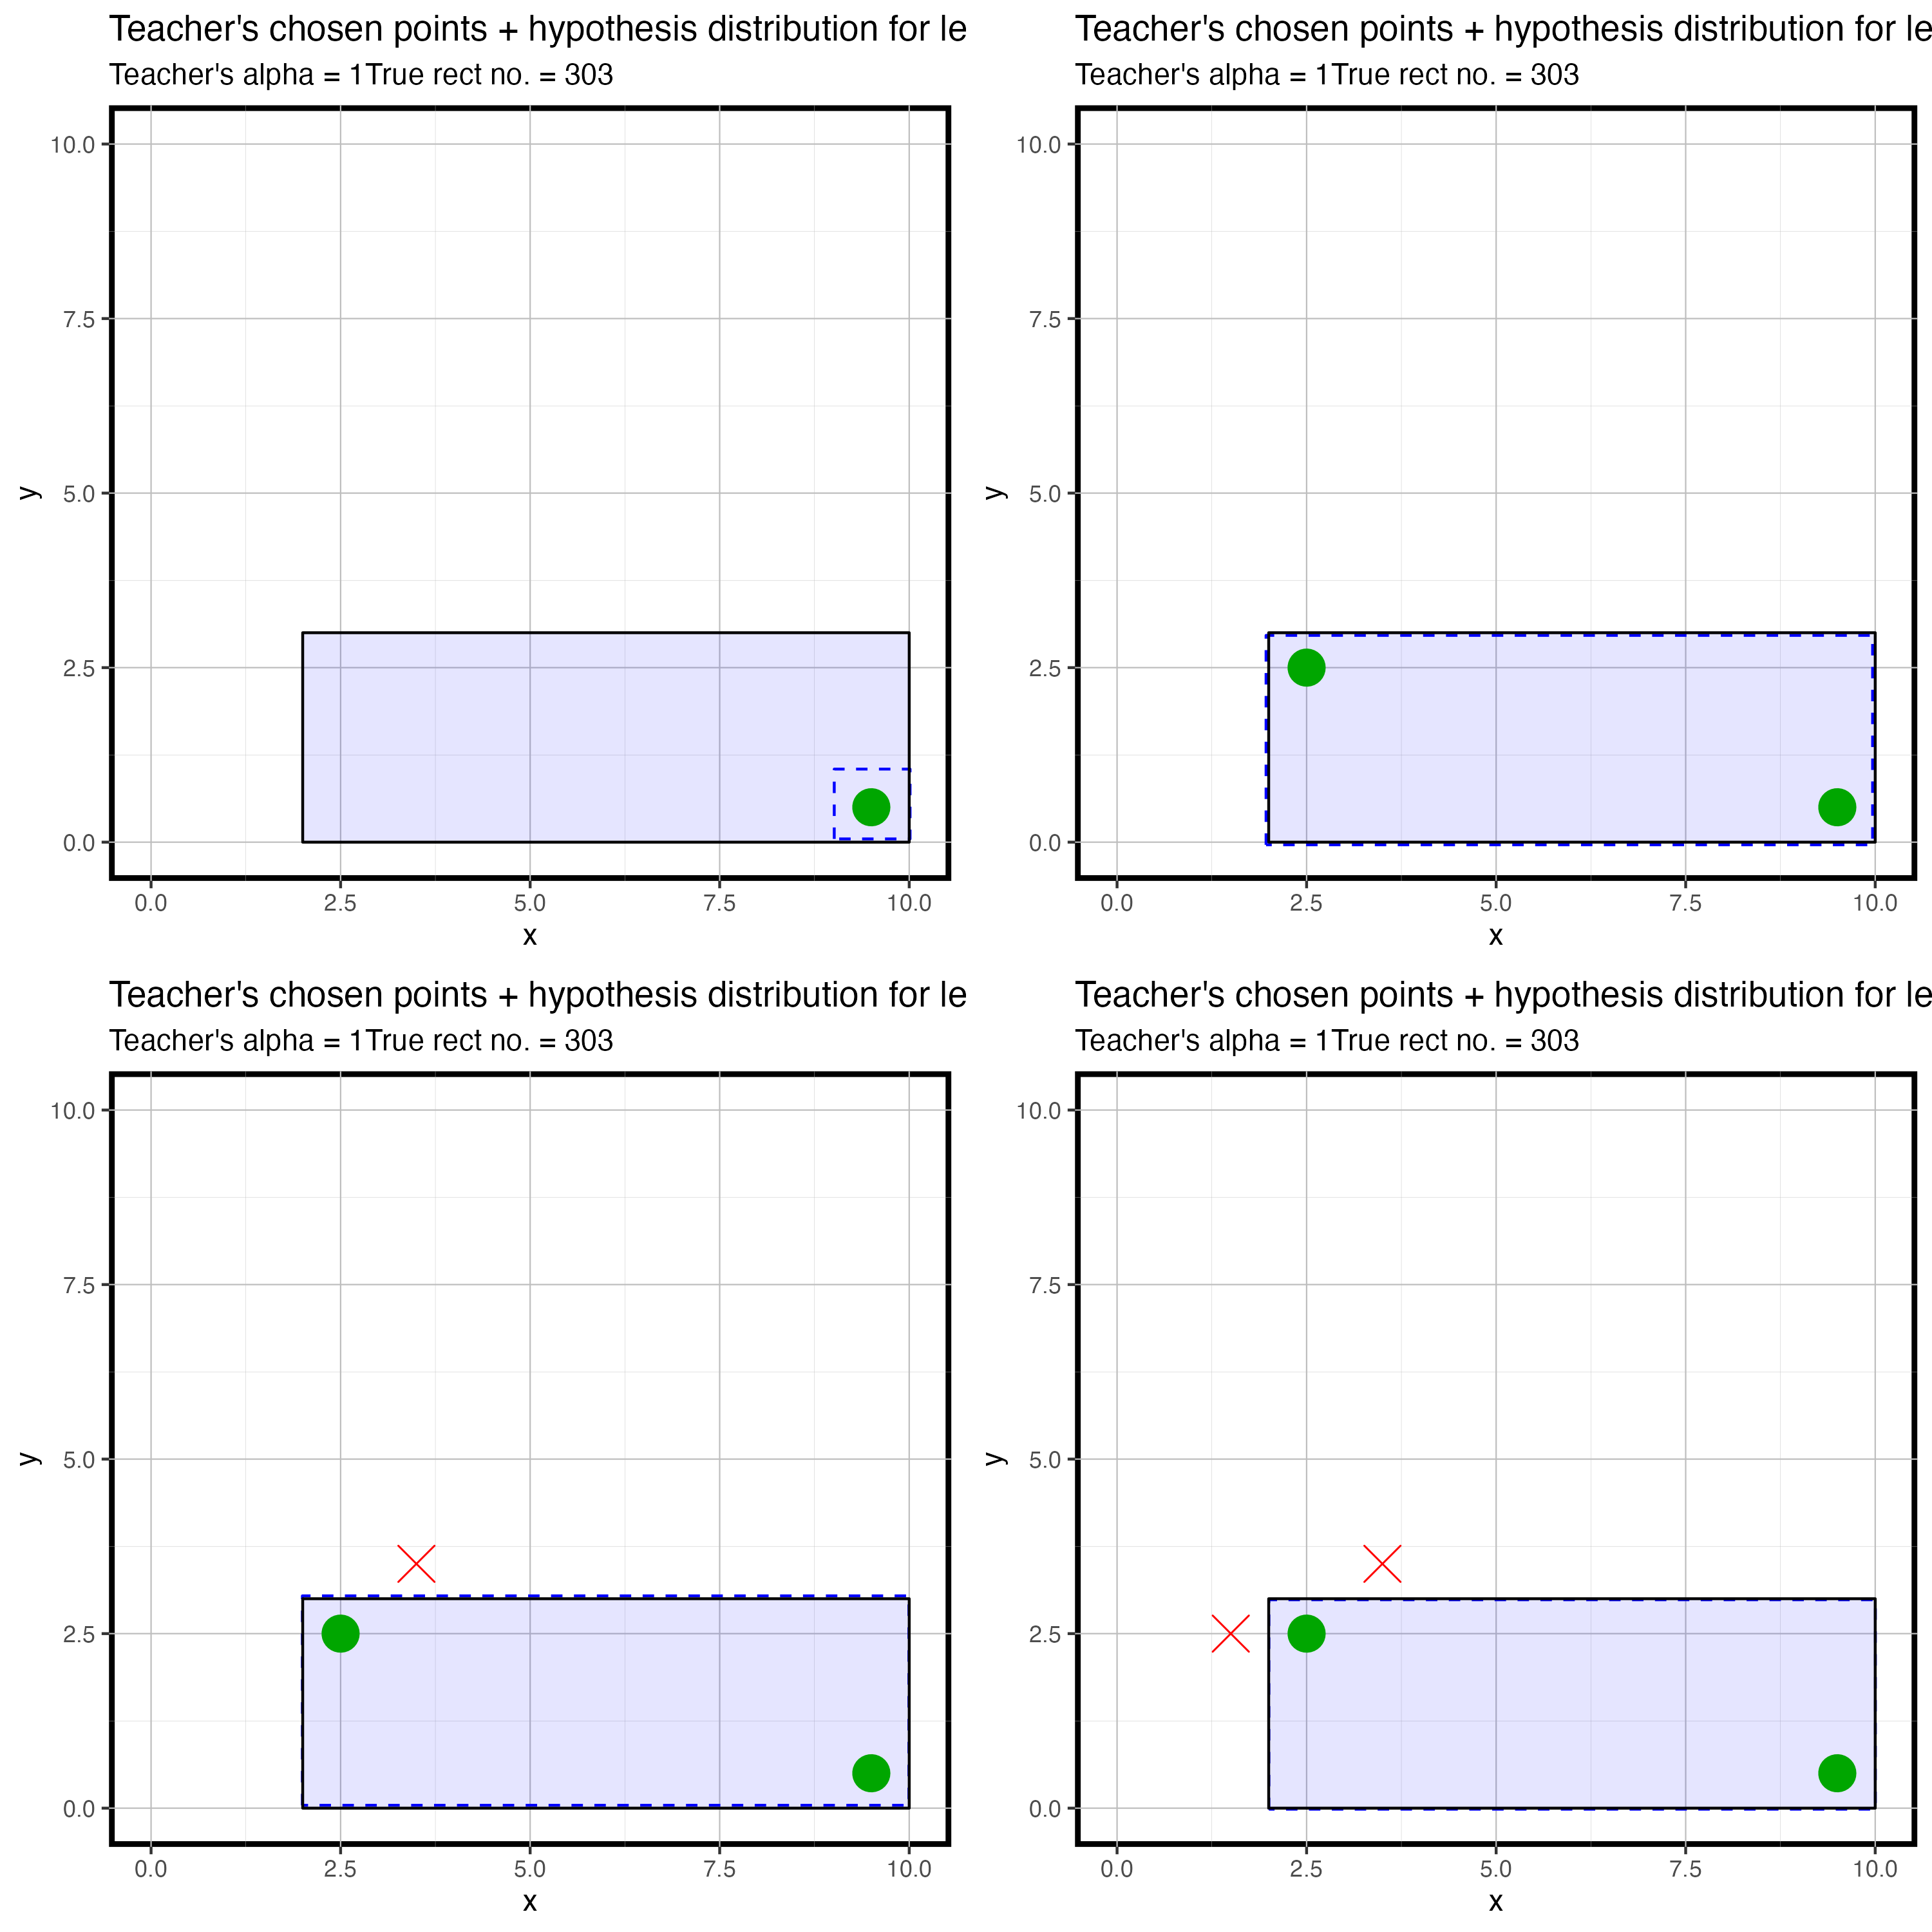 Teacher's chosen points + hypothesis distribution for le
Teacher's alpha = 1True rect no. = 303
10.0
7.5
5.0
2.5
0.0
y
0.0 2.5 5.0 7.5 10.0
x
Teacher's chosen points + hypothesis distribution for le
Teacher's alpha = 1True rect no. = 303
10.0
7.5
5.0
2.5
0.0
y
0.0 2.5 5.0 7.5 10.0
x
Teacher's chosen points + hypothesis distribution for le
Teacher's alpha = 1True rect no. = 303
10.0
7.5
5.0
2.5
0.0
y
0.0 2.5 5.0 7.5 10.0
x
Teacher's chosen points + hypothesis distribution for le
Teacher's alpha = 1True rect no. = 303
10.0
7.5
5.0
2.5
0.0
y
0.0 2.5 5.0 7.5 10.0
x